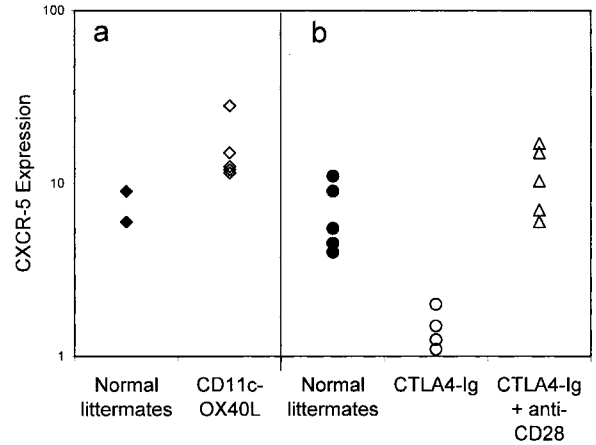 100
a
b
CXCR-5 Expression
10
1
Normal
littermates
CD11c-
OX40L
Normal
littermates
CTLA4-Ig
CTLA4-Ig
+ anti-
CD28